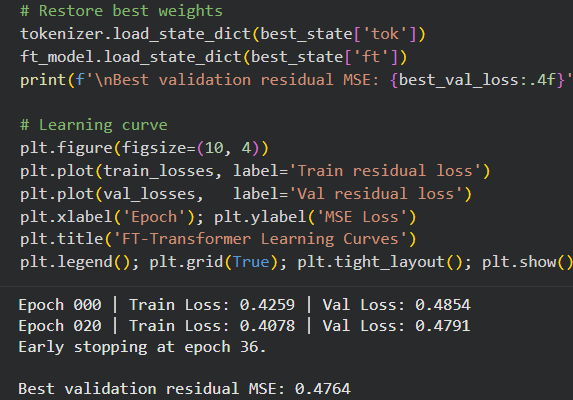 # Restore best weights
tokenizer.load_state_dict(best_state['tok'])
ft_model.load_state_dict(best_state['ft'])
print(f'\nBest validation residual MSE: {best_val_loss:.4f}'
# Learning curve
plt.figure(figsize=(10, 4))
plt.plot(train_losses, label='Train residual loss')
plt.plot(val_losses,   label='Val residual loss')
plt.xlabel('Epoch'); plt.ylabel('MSE Loss')
plt.title('FT-Transformer Learning Curves')
plt.legend(); plt.grid(True); plt.tight_layout(); plt.show()
Epoch 000 | Train Loss: 0.4259 | Val Loss: 0.4854
Epoch 020 | Train Loss: 0.4078 | Val Loss: 0.4791
Early stopping at epoch 36.
Best validation residual MSE: 0.4764